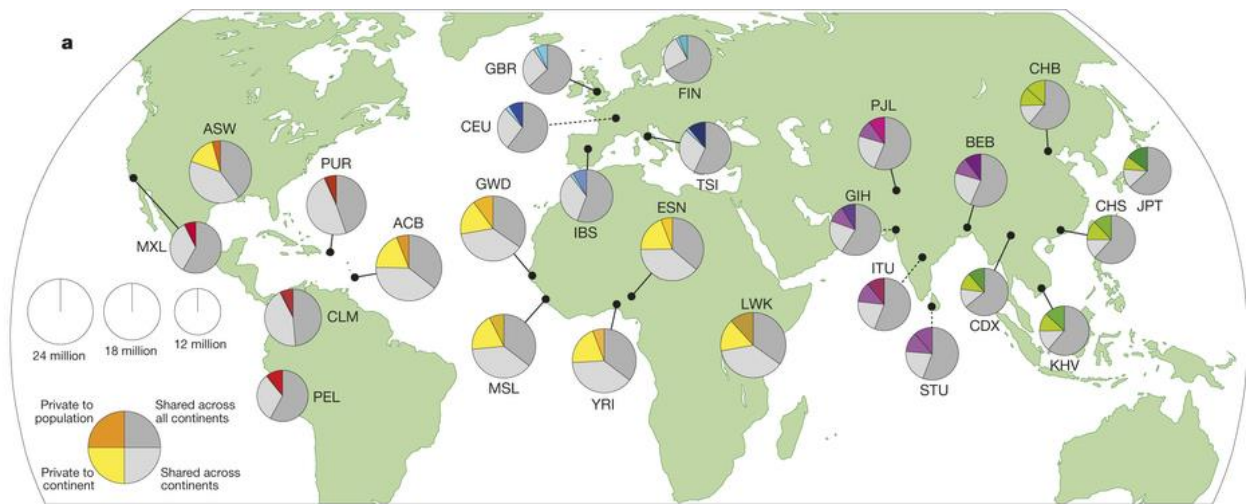 a
GBR
FIN
CHB
CEU
PJL
ASW
BEB
PUR
TSI
GWD
ESN
CHS
JPT
ACB
IBS
GIH
MXL
ITU
LWK
CDX
CLM
24 million
18 million
12 million
MSL
YRI
STU
KHV
PEL
Private to
population
Shared across
all continents
Private to
continent
Shared across
continents